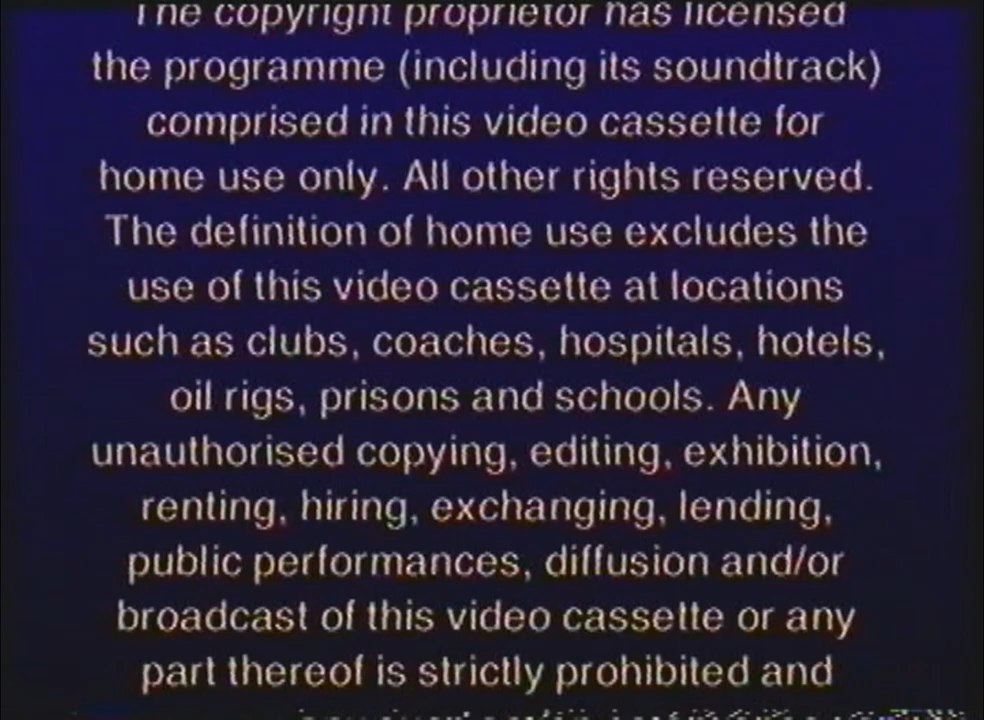 The copyright proprietor has licensed
the programme (including its soundtrack)
comprised in this video cassette for
home use only. All other rights reserved.
The definition of home use excludes the
use of this video cassette at locations
such as clubs, coaches, hospitals, hotels,
oil rigs, prisons and schools. Any
unauthorised copying, editing, exhibition,
renting, hiring, exchanging, lending,
public performances, diffusion and/or
broadcast of this video cassette or any
part thereof is strictly prohibited and